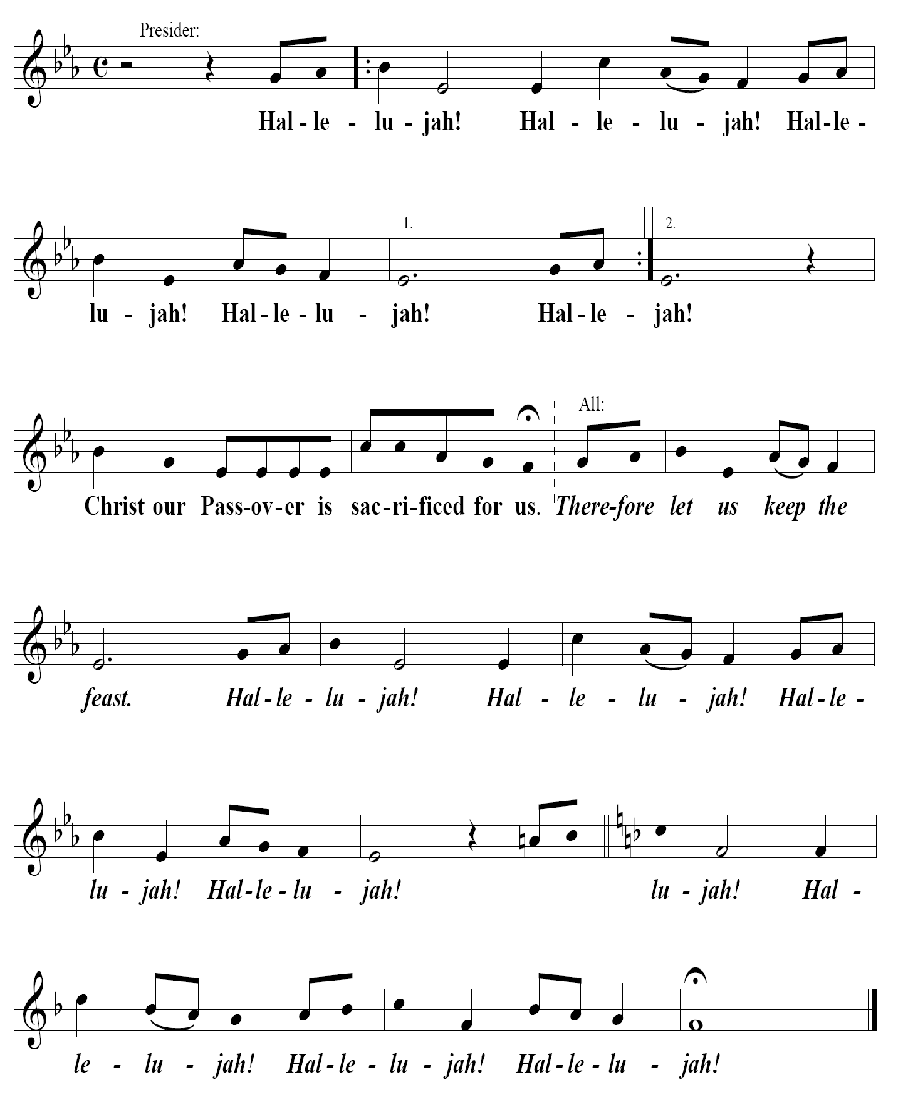 Presider:
Hal - le - lu - jah! Hal - le - lu - jah! Hal-le -
1. 2.
lu - jah! Hal-le-lu - jah! Hal-le - jah!
All:
Christ our Pass-ov-er is sac-ri-ficed for us. There-fore let us keep the
feast. Hal-le - lu - jah! Hal - le - lu - jah! Hal-le -
lu - jah! Hal-le-lu - jah! lu - jah! Hal -
le - lu - jah! Hal-le - lu - jah! Hal-le-lu - jah!